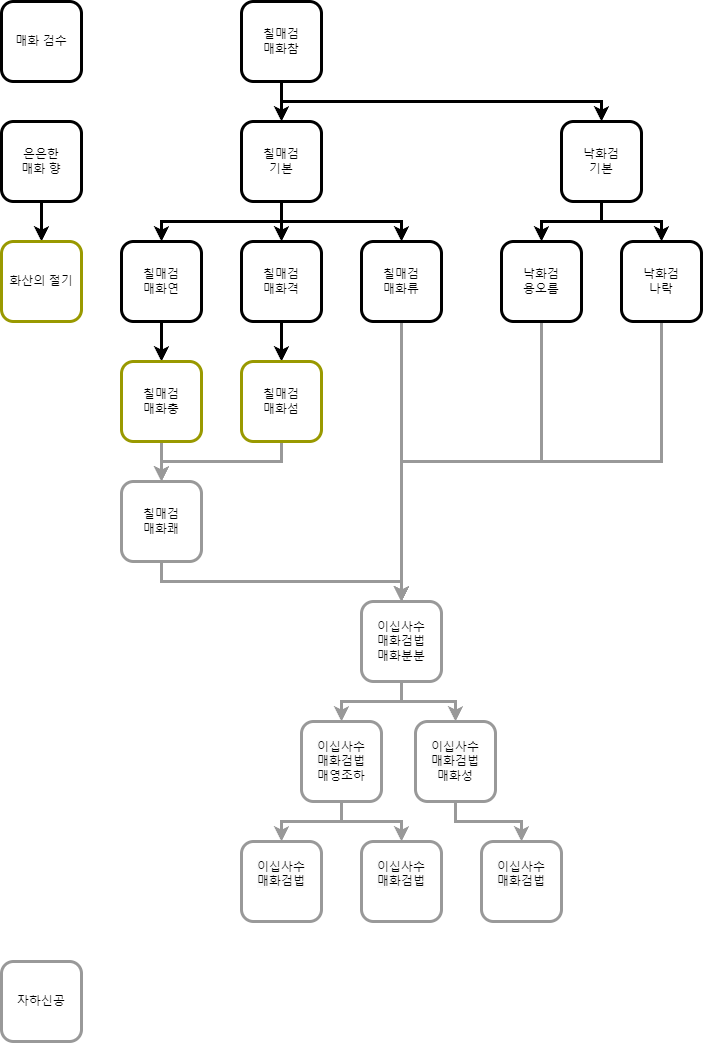 매화 검수
칠매검
매화참
은은한
매화 향
칠매검
기본
낙화검
기본
화산의 절기
칠매검
매화연
칠매검
매화격
칠매검
매화류
낙화검
용오름
낙화검
나락
칠매검
매화충
칠매검
매화섬
칠매검
매화쾌
이십사수
매화검법
매화분분
이십사수
매화검법
매영조하
이십사수
매화검법
매화성
이십사수
매화검법
이십사수
매화검법
이십사수
매화검법
자하신공